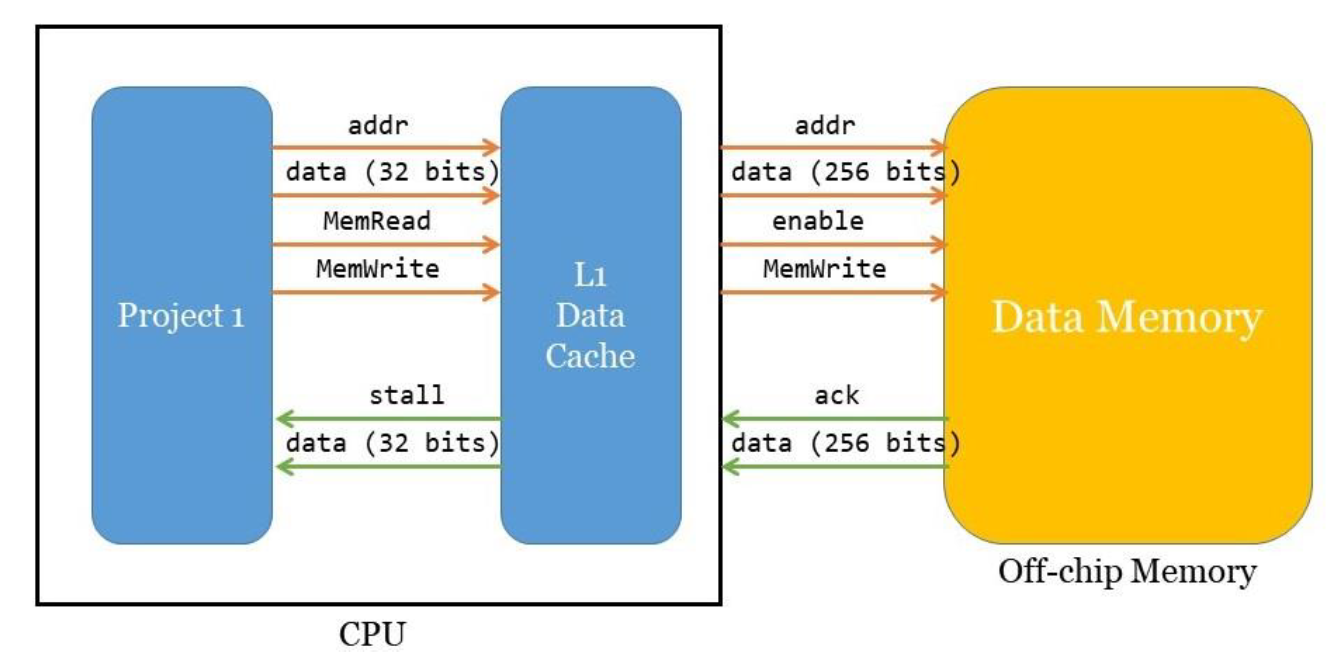 addr
data (32 bits)
MemRead
MemWrite
Project 1
L1
Data
Cache
stall
data (32 bits)
addr
data (256 bits)
enable
MemWrite
ack
data (256 bits)
Data Memory
Off-chip Memory
CPU